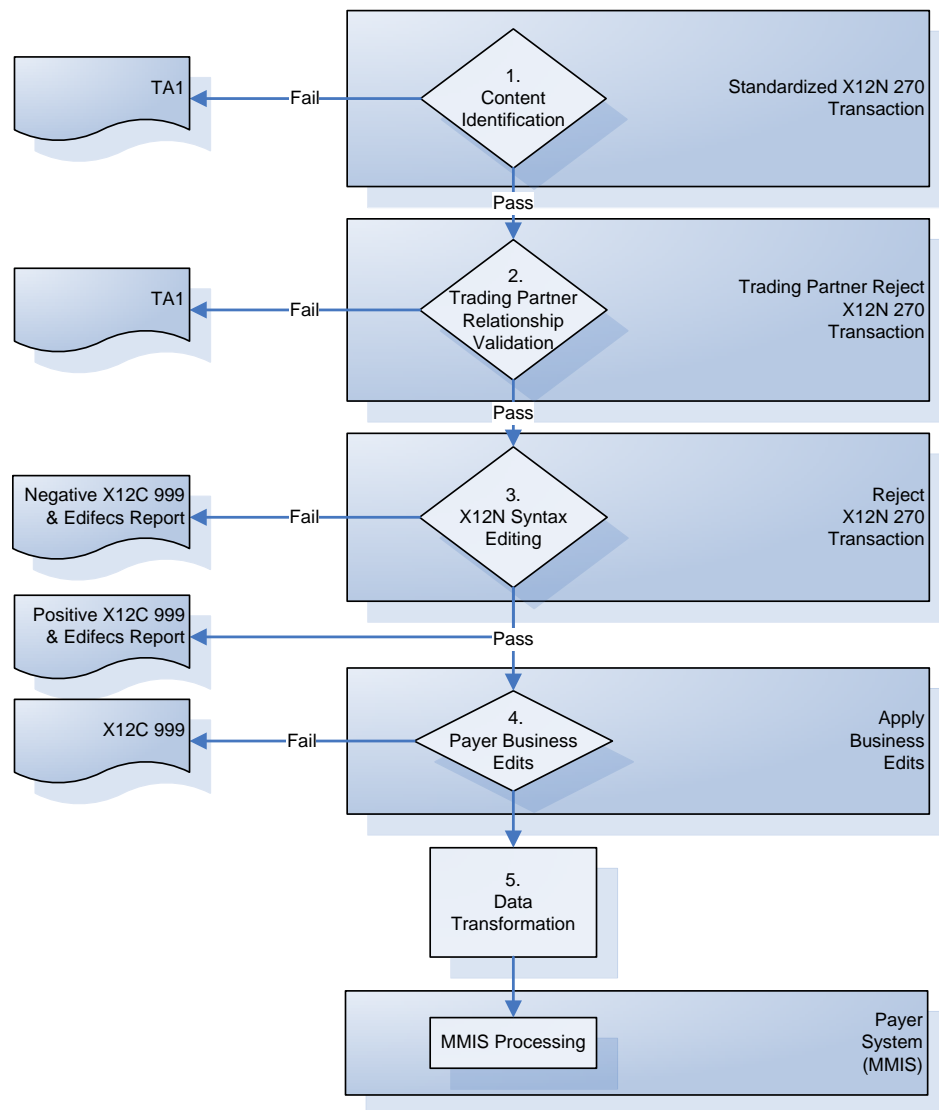 TA1
Fail
1.
Content
Identification
Standardized X12N 270
Transaction
Pass
TA1
Fail
2.
Trading Partner
Relationship
Validation
Trading Partner Reject
X12N 270
Transaction
Pass
Negative X12C 999
& Edifecs Report
Fail
3.
X12N Syntax
Editing
Reject
X12N 270
Transaction
Positive X12C 999
& Edifecs Report
Pass
X12C 999
Fail
4.
Payer Business
Edits
Apply
Business
Edits
5.
Data
Transformation
MMIS Processing
Payer
System
(MMIS)